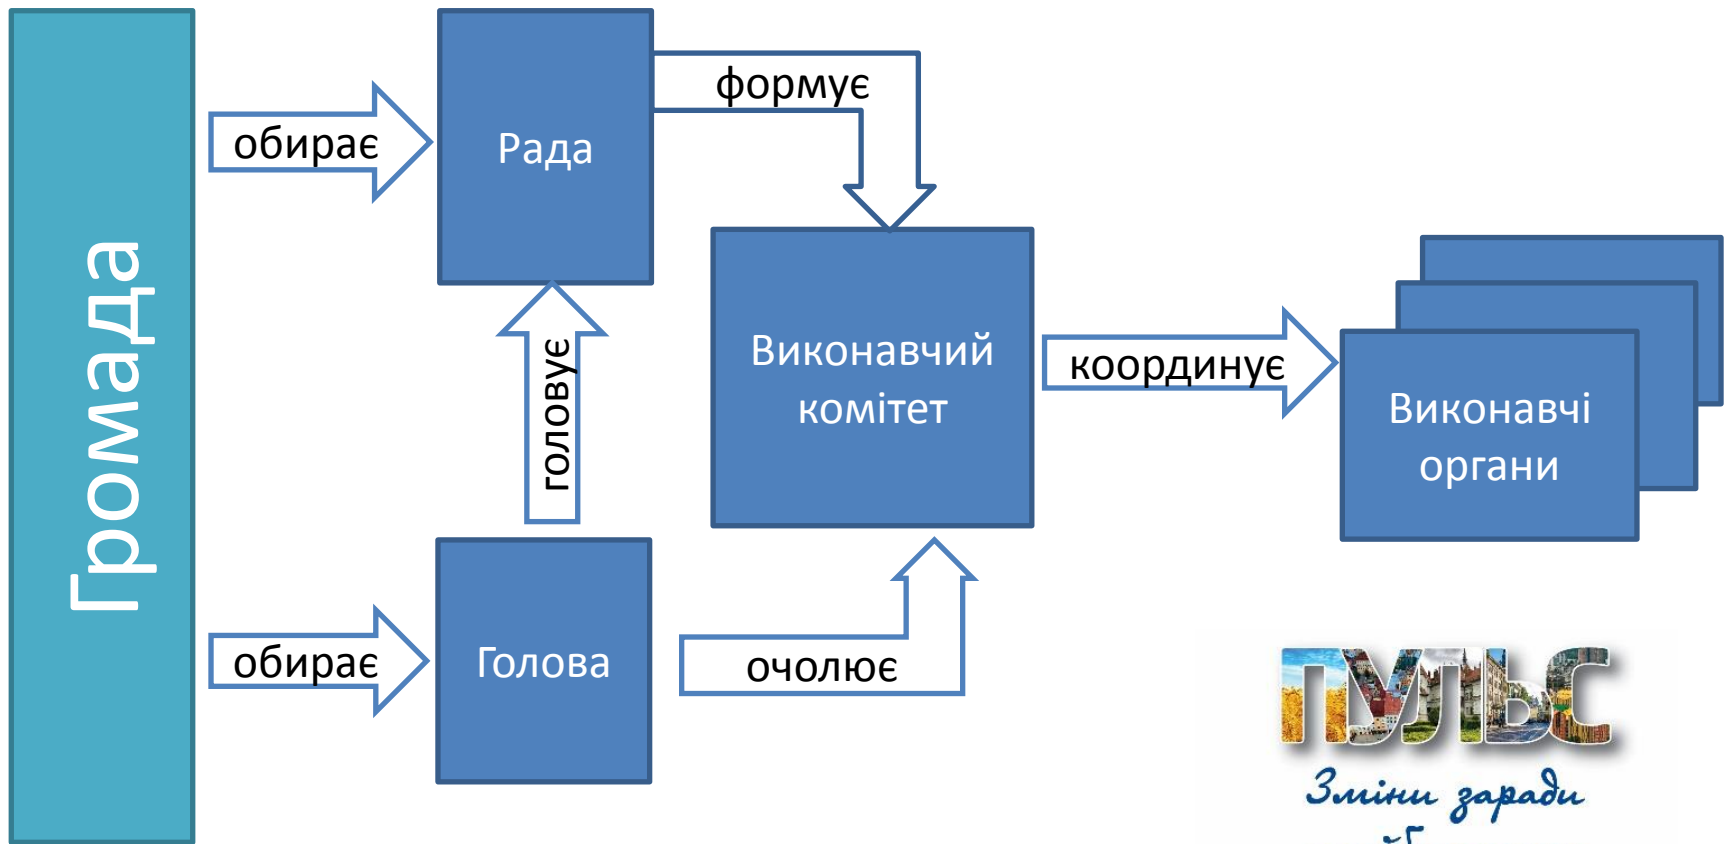 Громада
обирає
Рада
формує
головує
Виконавчий
комітет
координує
Виконавчі
органи
обирає
Голова
очолює
ПУЛЬС
Зміни заради